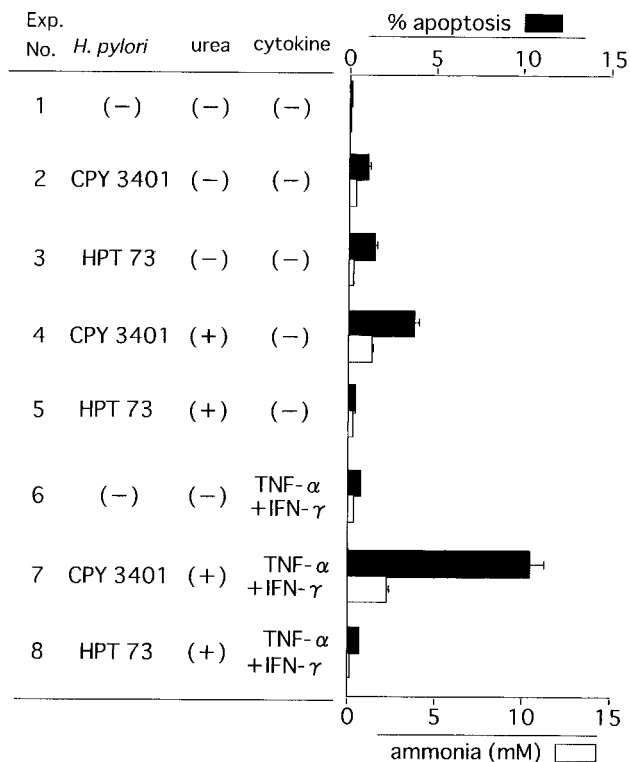 Exp.
No. H. pylori urea cytokine
% apoptosis
0 5 10 15
1 (−) (−) (−)
2 CPY 3401 (−) (−)
3 HPT 73 (−) (−)
4 CPY 3401 (+) (−)
5 HPT 73 (+) (−)
6 (−) (−) TNF-α
+IFN-γ
7 CPY 3401 (+) TNF-α
+IFN-γ
8 HPT 73 (+) TNF-α
+IFN-γ
0 5 10 15
ammonia (mM)